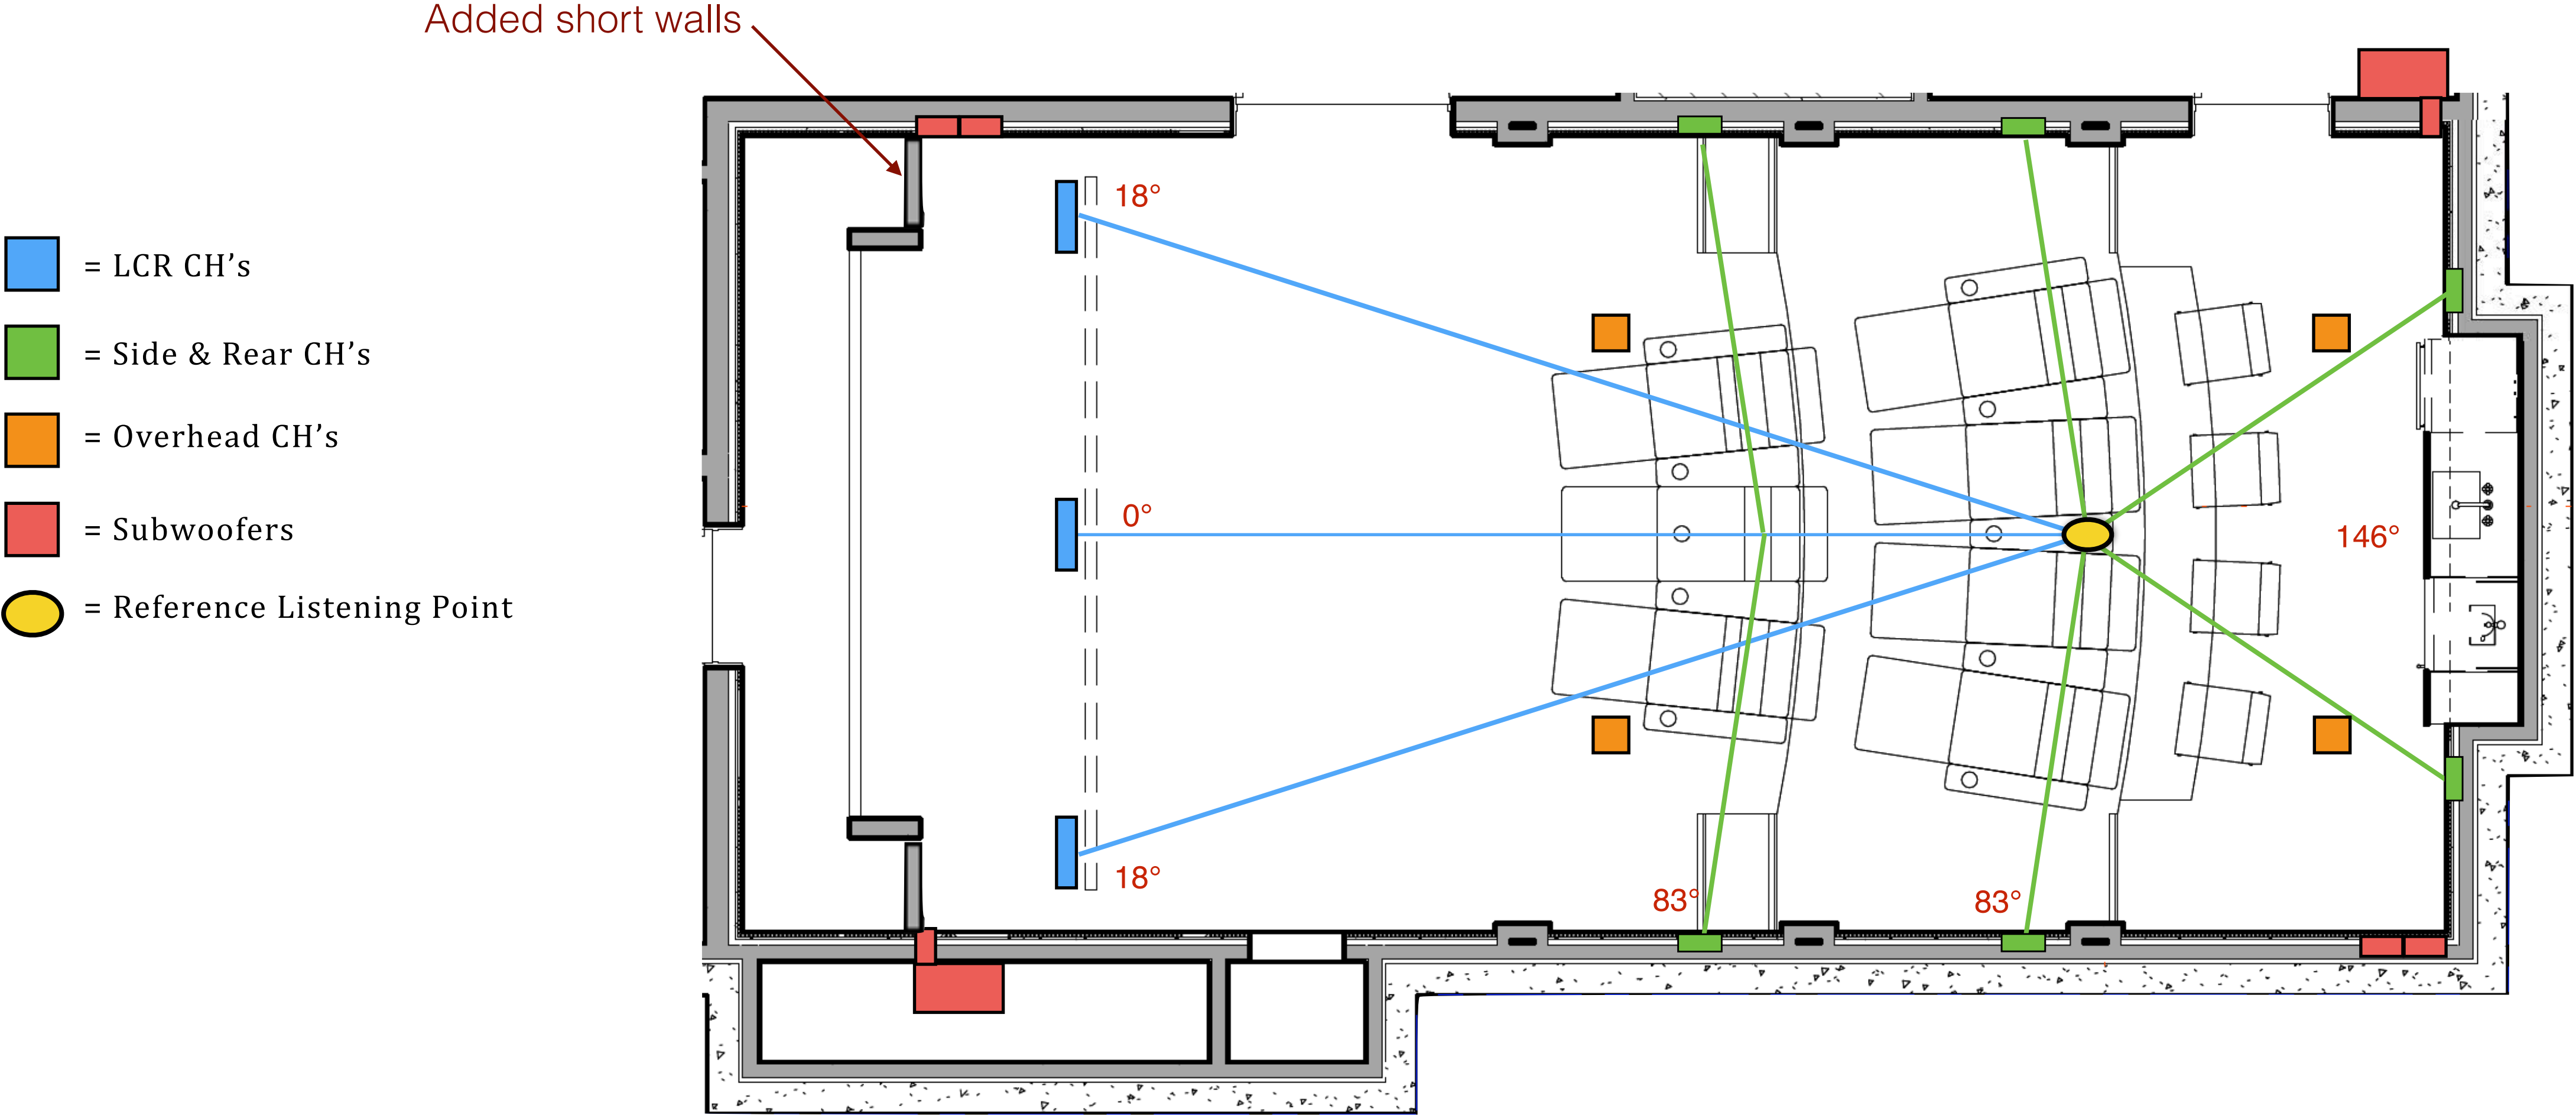 Added short walls
= LCR CH’s
= Side & Rear CH’s
= Overhead CH’s
= Subwoofers
= Reference Listening Point
18°
0°
146°
18°
83°
83°